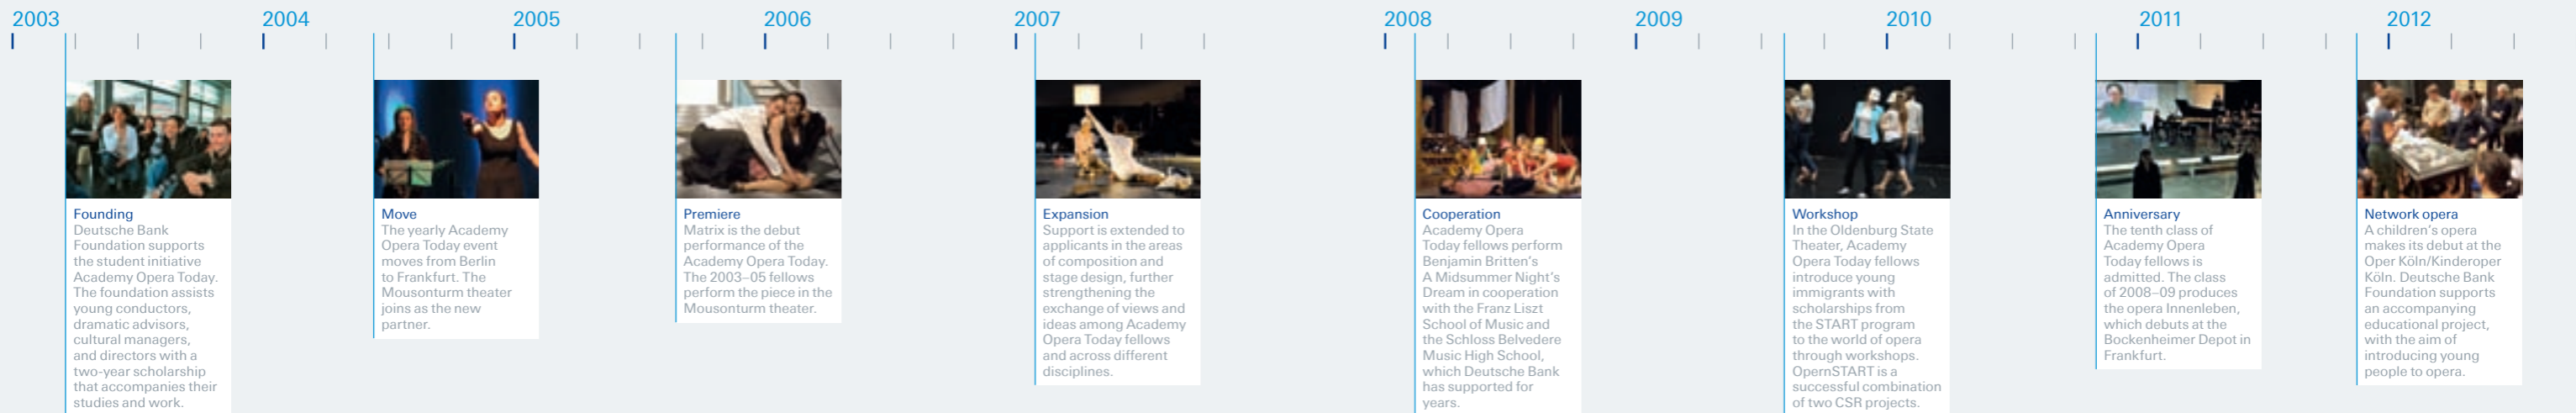 2003
2004
2005
2006
2007
2008
2009
2010
2011
2012
Founding
Deutsche Bank
Foundation supports
the student initiative
Academy Opera Today.
The foundation assists
young conductors,
dramatic advisors,
cultural managers,
and directors with a
two-year scholarship
that accompanies their
studies and work.
Move
The yearly Academy
Opera Today event
moves from Berlin
to Frankfurt. The
Mousonturm theater
joins as the new
partner.
Premiere
Matrix is the debut
performance of the
Academy Opera Today.
The 2003–05 fellows
perform the piece in the
Mousonturm theater.
Expansion
Support is extended to
applicants in the areas
of composition and
stage design, further
strengthening the
exchange of views and
ideas among Academy
Opera Today fellows
and across different
disciplines.
Cooperation
Academy Opera
Today fellows perform
Benjamin Britten's
A Midsummer Night's
Dream in cooperation
with the Franz Liszt
School of Music and
the Schloss Belvedere
Music High School,
which Deutsche Bank
has supported for
years.
Workshop
In the Oldenburg State
Theater, Academy
Opera Today fellows
introduce young
immigrants with
scholarships from
the START program
to the world of opera
through workshops.
OpernSTART is a
successful combination
of two CSR projects.
Anniversary
The tenth class of
Academy Opera
Today fellows is
admitted. The class
of 2008–09 produces
the opera Innenleben,
which debuts at the
Bockenheimer Depot in
Frankfurt.
Network opera
A children's opera
makes its debut at the
Oper Köln/Kinderoper
Köln. Deutsche Bank
Foundation supports
an accompanying
educational project,
with the aim of
introducing young
people to opera.